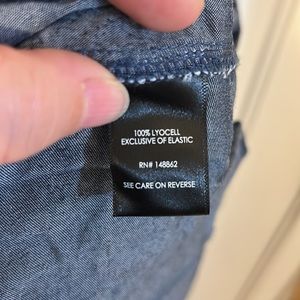 100% LYOCELL
EXCLUSIVE OF ELASTIC
RN# 148862
SEE CARE ON REVERSE